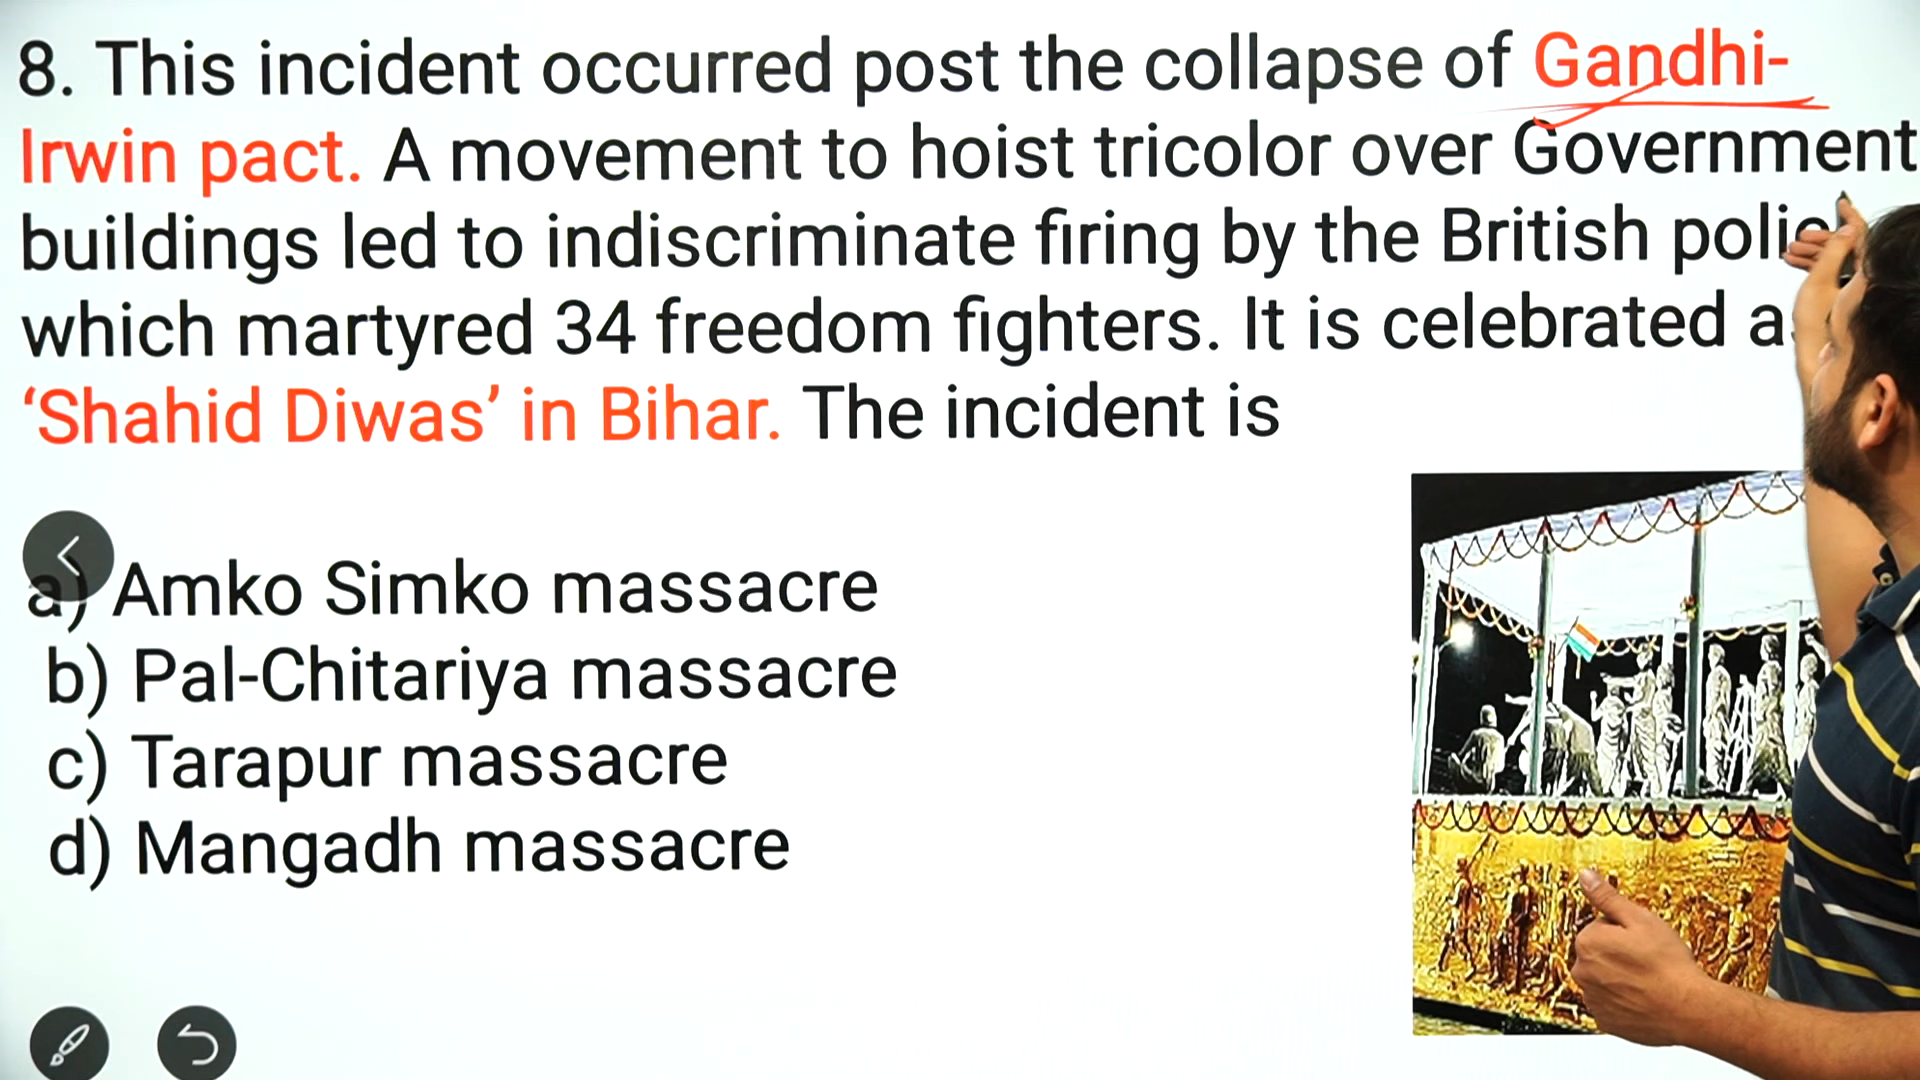 8. This incident occurred post the collapse of Gandhi-
Irwin pact. A movement to hoist tricolor over Government
buildings led to indiscriminate firing by the British
which martyred 34 freedom fighters. It is celebrated
‘Shahid Diwas’ in Bihar. The incident is
a) Amko Simko massacre
b) Pal-Chitariya massacre
c) Tarapur massacre
d) Mangadh massacre